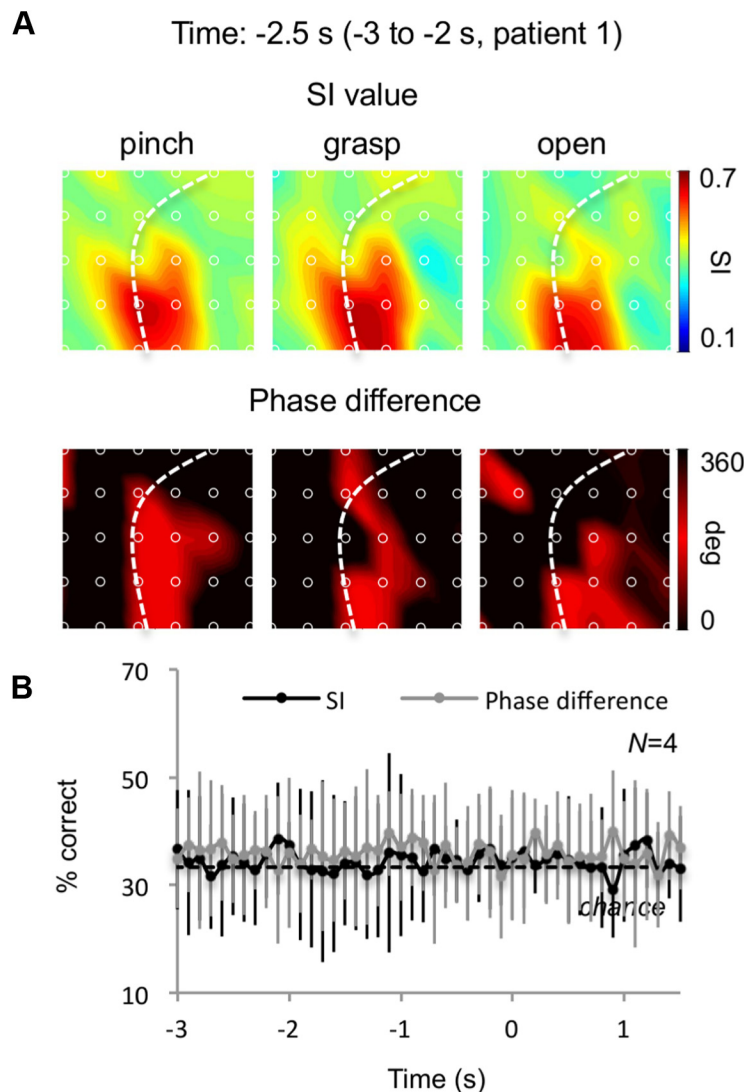 A
Time: -2.5 s (-3 to -2 s, patient 1)
SI value
pinch grasp open
0.7
SI
0.1
Phase difference
360
deg
0
B
70
SI Phase difference
N=4
50
% correct
30
chance
10
-3 -2 -1 0 1
Time (s)